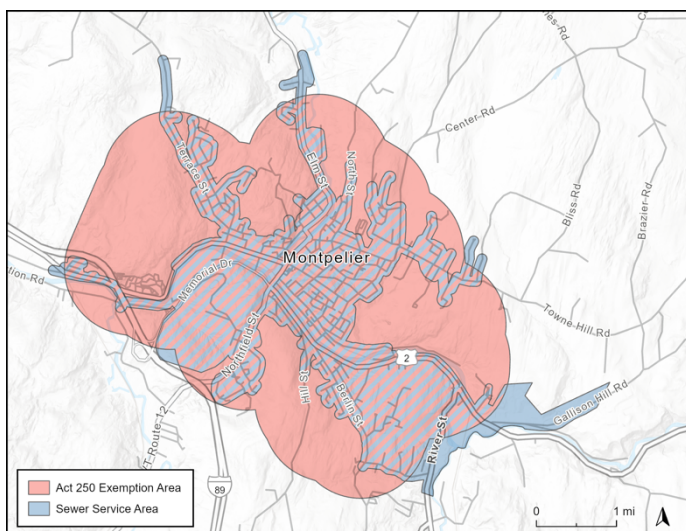 Center-Rd
Terrace St
Elm St
North St
Bliss-Rd
Brazier-Rd
Montpelier
Memorial Dr
Towne-Hill-Rd
Northfield St
Hill St
2
Berlin St
Gallison Hill Rd
River St
89
Act 250 Exemption Area
Sewer Service Area
0 1 mi